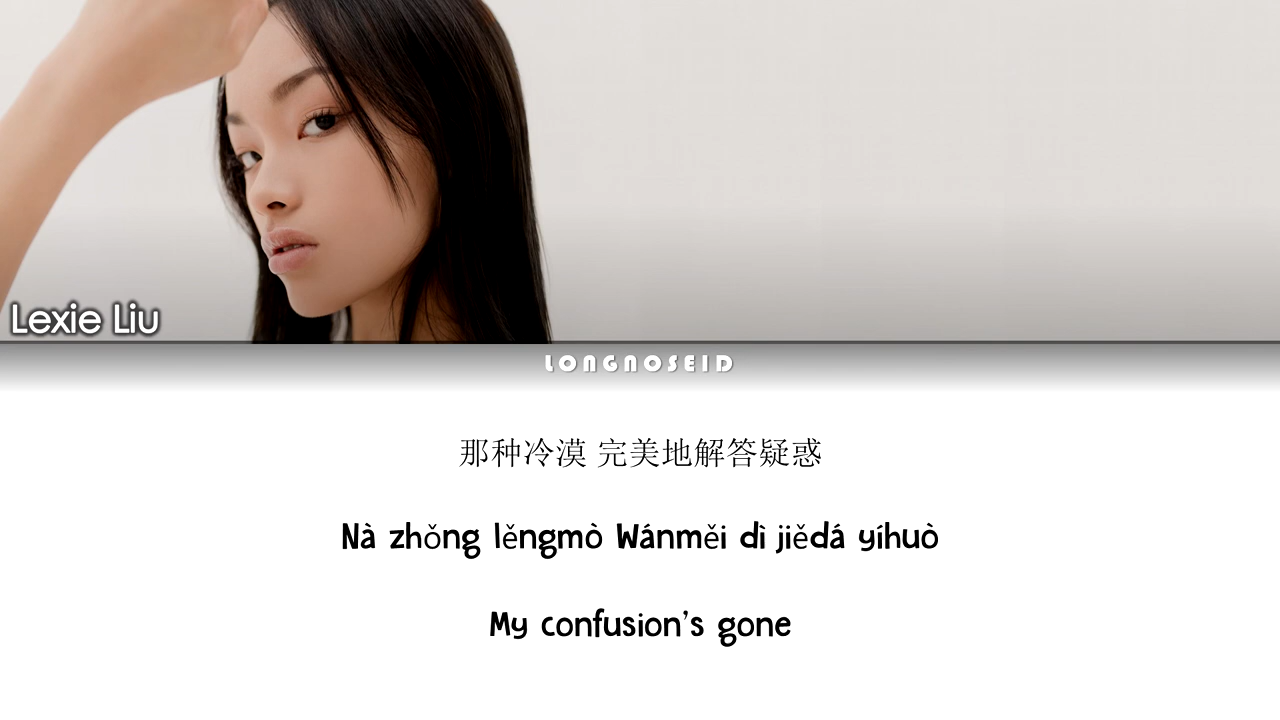 Lexie Liu
LONGNOSEID
那种冷漠 完美地解答疑惑
Nà zhǒng lěngmò Wánměi dì jiědá yíhuò
My confusion's gone